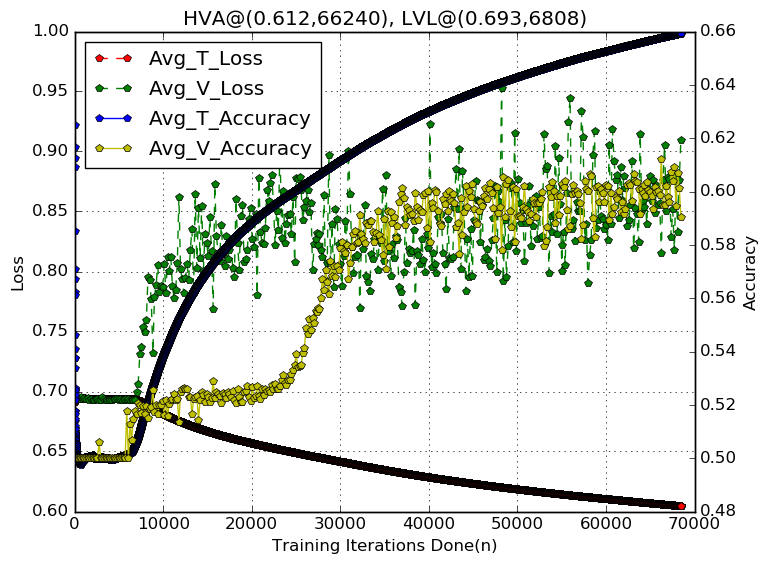 HVA@(0.612,66240), LVL@(0.693,6808)
Avg_T_Loss
Avg_V_Loss
Avg_T_Accuracy
Avg_V_Accuracy
1.00
0.95
0.90
0.85
0.80
0.75
0.70
0.65
0.60
Loss
0.66
0.64
0.62
0.60
0.58
0.56
0.54
0.52
0.50
0.48
Accuracy
0 10000 20000 30000 40000 50000 60000 70000
Training Iterations Done(n)